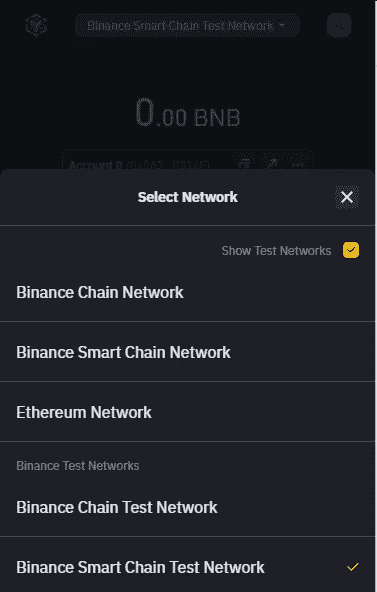 Binance Smart Chain Test Network
0.00 BNB
Account 0
Select Network
Show Test Networks
Binance Chain Network
Binance Smart Chain Network
Ethereum Network
Binance Test Networks
Binance Chain Test Network
Binance Smart Chain Test Network